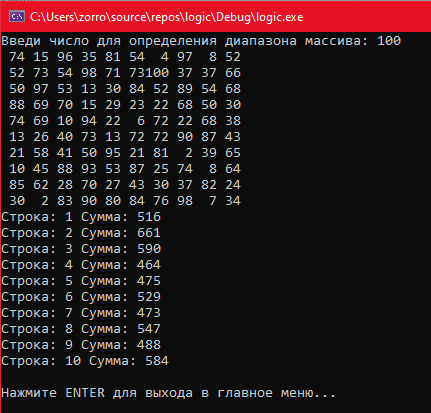 C:\Users\zorro\source\repos\logic\Debug\logic.exe
Введи число для определения диапазона массива: 100
 74 15 96 35 81 54  4 97  8 52
 52 73 54 98 71 73100 37 37 66
 50 97 53 13 30 84 52 89 54 68
 88 69 70 15 29 23 22 68 50 30
 74 69 10 94 22  6 72 22 68 38
 13 26 40 73 13 72 72 90 87 43
 21 58 41 50 95 21 81  2 39 65
 10 45 88 93 53 87 25 74  8 64
 85 62 28 70 27 43 30 37 82 24
 30  2 83 90 80 84 76 98  7 34
Строка: 1 Сумма: 516
Строка: 2 Сумма: 661
Строка: 3 Сумма: 590
Строка: 4 Сумма: 464
Строка: 5 Сумма: 475
Строка: 6 Сумма: 529
Строка: 7 Сумма: 473
Строка: 8 Сумма: 547
Строка: 9 Сумма: 488
Строка: 10 Сумма: 584
Нажмите ENTER для выхода в главное меню...